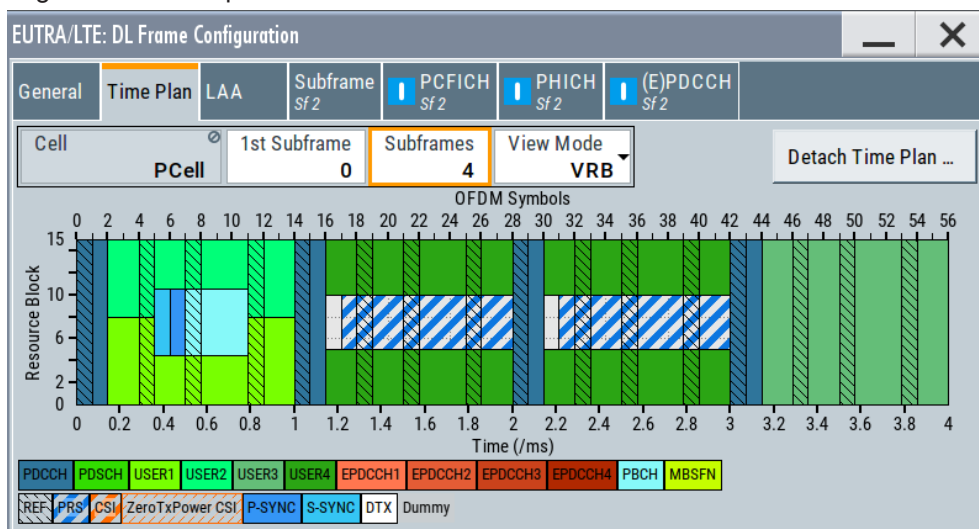 EUTRA/LTE: DL Frame Configuration
General Time Plan LAA Subframe Sf 2 PCFICH Sf 2 PHICH Sf 2 (E)PDCCH Sf 2
Cell 1st Subframe Subframes View Mode
PCell 0 4 VRB
Detach Time Plan ...
OFDM Symbols
0 2 4 6 8 10 12 14 16 18 20 22 24 26 28 30 32 34 36 38 40 42 44 46 48 50 52 54 56
Resource Block
15
10
6
2
0
0 0.2 0.4 0.6 0.8 1 1.2 1.4 1.6 1.8 2 2.2 2.4 2.6 2.8 3 3.2 3.4 3.6 3.8 4
Time (/ms)
PDCCH PDSCH USER1 USER2 USER3 USER4 EPDCCH1 EPDCCH2 EPDCCH3 EPDCCH4 PBCH MBSFN
REF PRS CSI ZeroTxPower CSI P-SYNC S-SYNC DTX Dummy